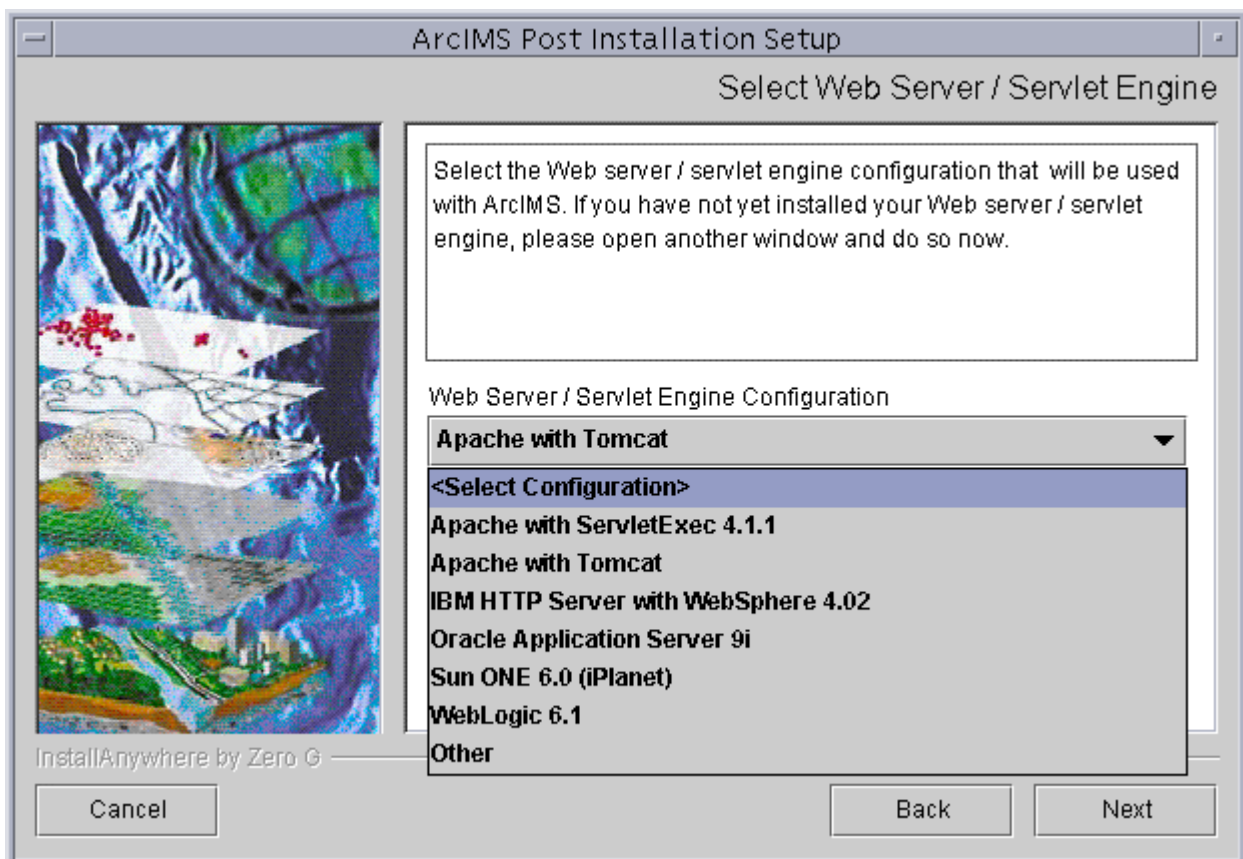 ArcIMS Post Installation Setup
Select Web Server / Servlet Engine
Select the Web server / servlet engine configuration that will be used
with ArcIMS. If you have not yet installed your Web server / servlet
engine, please open another window and do so now.
Web Server / Servlet Engine Configuration
Apache with Tomcat
<Select Configuration>
Apache with ServletExec 4.1.1
Apache with Tomcat
IBM HTTP Server with WebSphere 4.02
Oracle Application Server 9i
Sun ONE 6.0 (iPlanet)
WebLogic 6.1
Other
InstallAnywhere by Zero G
Cancel
Back
Next